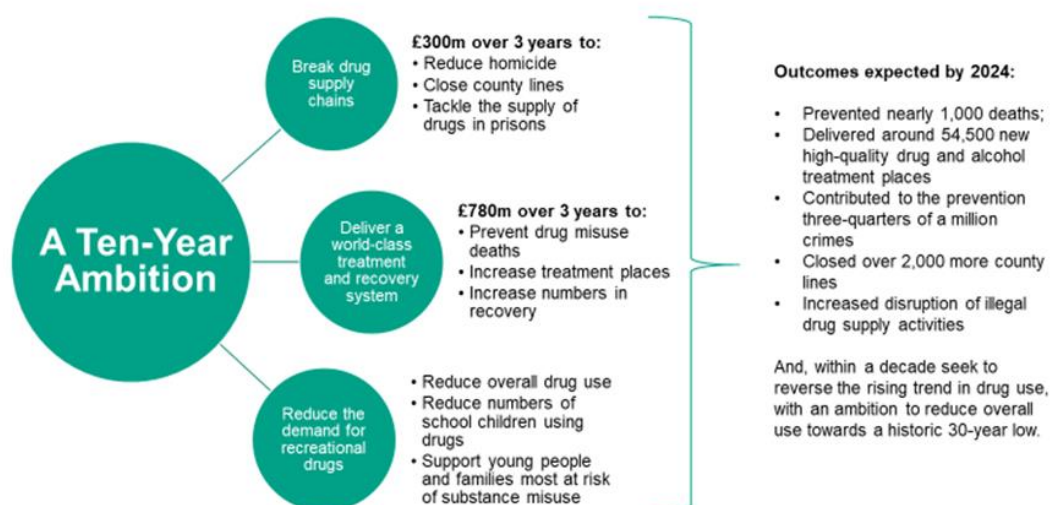 A Ten-Year
Ambition
Break drug
supply
chains
£300m over 3 years to:
• Reduce homicide
• Close county lines
• Tackle the supply of
drugs in prisons
Deliver a
world-class
treatment
and recovery
system
£780m over 3 years to:
• Prevent drug misuse
deaths
• Increase treatment places
• Increase numbers in
recovery
Reduce the
demand for
recreational
drugs
• Reduce overall drug use
• Reduce numbers of
school children using
drugs
• Support young people
and families most at risk
of substance misuse
Outcomes expected by 2024:
• Prevented nearly 1,000 deaths;
• Delivered around 54,500 new
high-quality drug and alcohol
treatment places
• Contributed to the prevention
three-quarters of a million
crimes
• Closed over 2,000 more county
lines
• Increased disruption of illegal
drug supply activities
And, within a decade seek to
reverse the rising trend in drug use,
with an ambition to reduce overall
use towards a historic 30-year low.